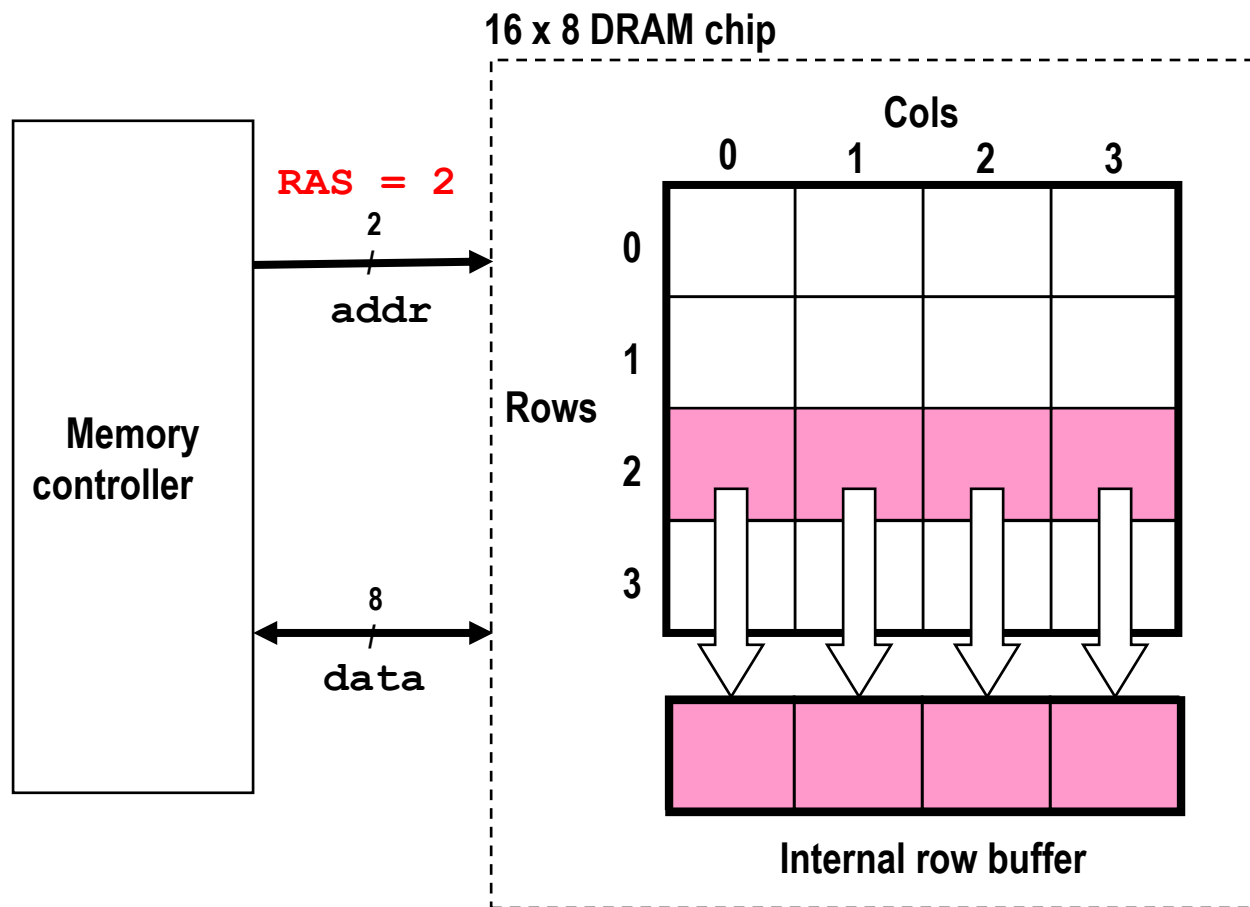 16 x 8 DRAM chip
Cols
0 1 2 3
RAS = 2
2
addr
0
1
Rows
2
3
Memory
controller
8
data
Internal row buffer